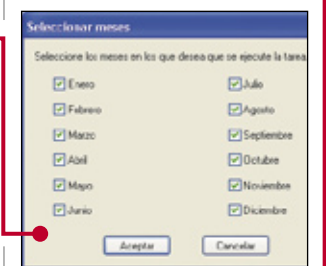 Seleccionar meses
Seleccione los meses en los que desea que se ejecute la tarea
Enero
Febrero
Marzo
Abril
Mayo
Junio
Julio
Agosto
Septiembre
Octubre
Noviembre
Diciembre
Aceptar
Cancelar